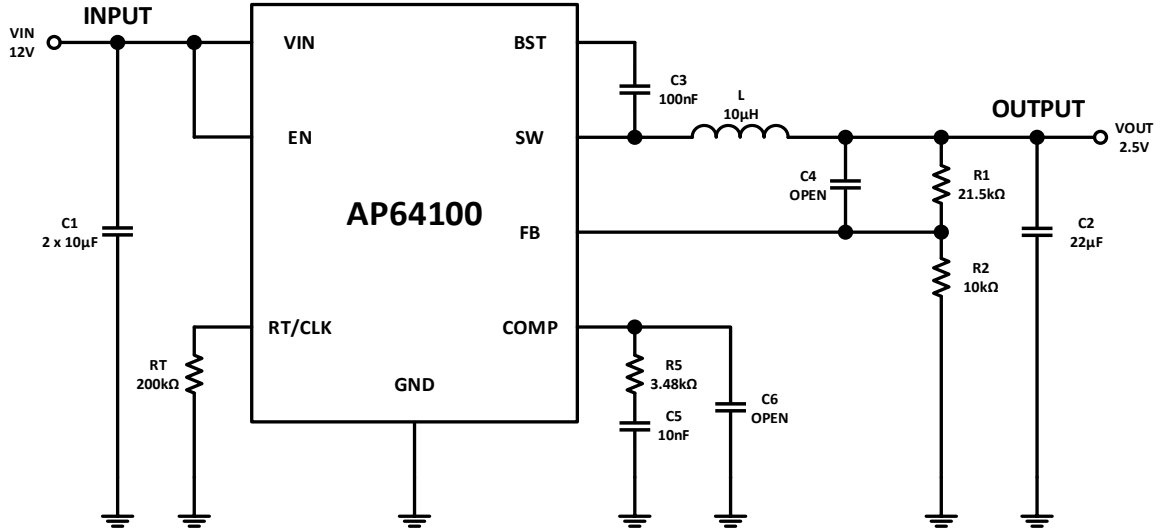 INPUT
VIN
12V
VIN
BST
C3
100nF
L
10µH
OUTPUT
VOUT
2.5V
EN
SW
C4
OPEN
R1
21.5kΩ
AP64100
C1
2 x 10µF
FB
C2
22µF
R2
10kΩ
RT/CLK
COMP
RT
200kΩ
R5
3.48kΩ
GND
C6
OPEN
C5
10nF